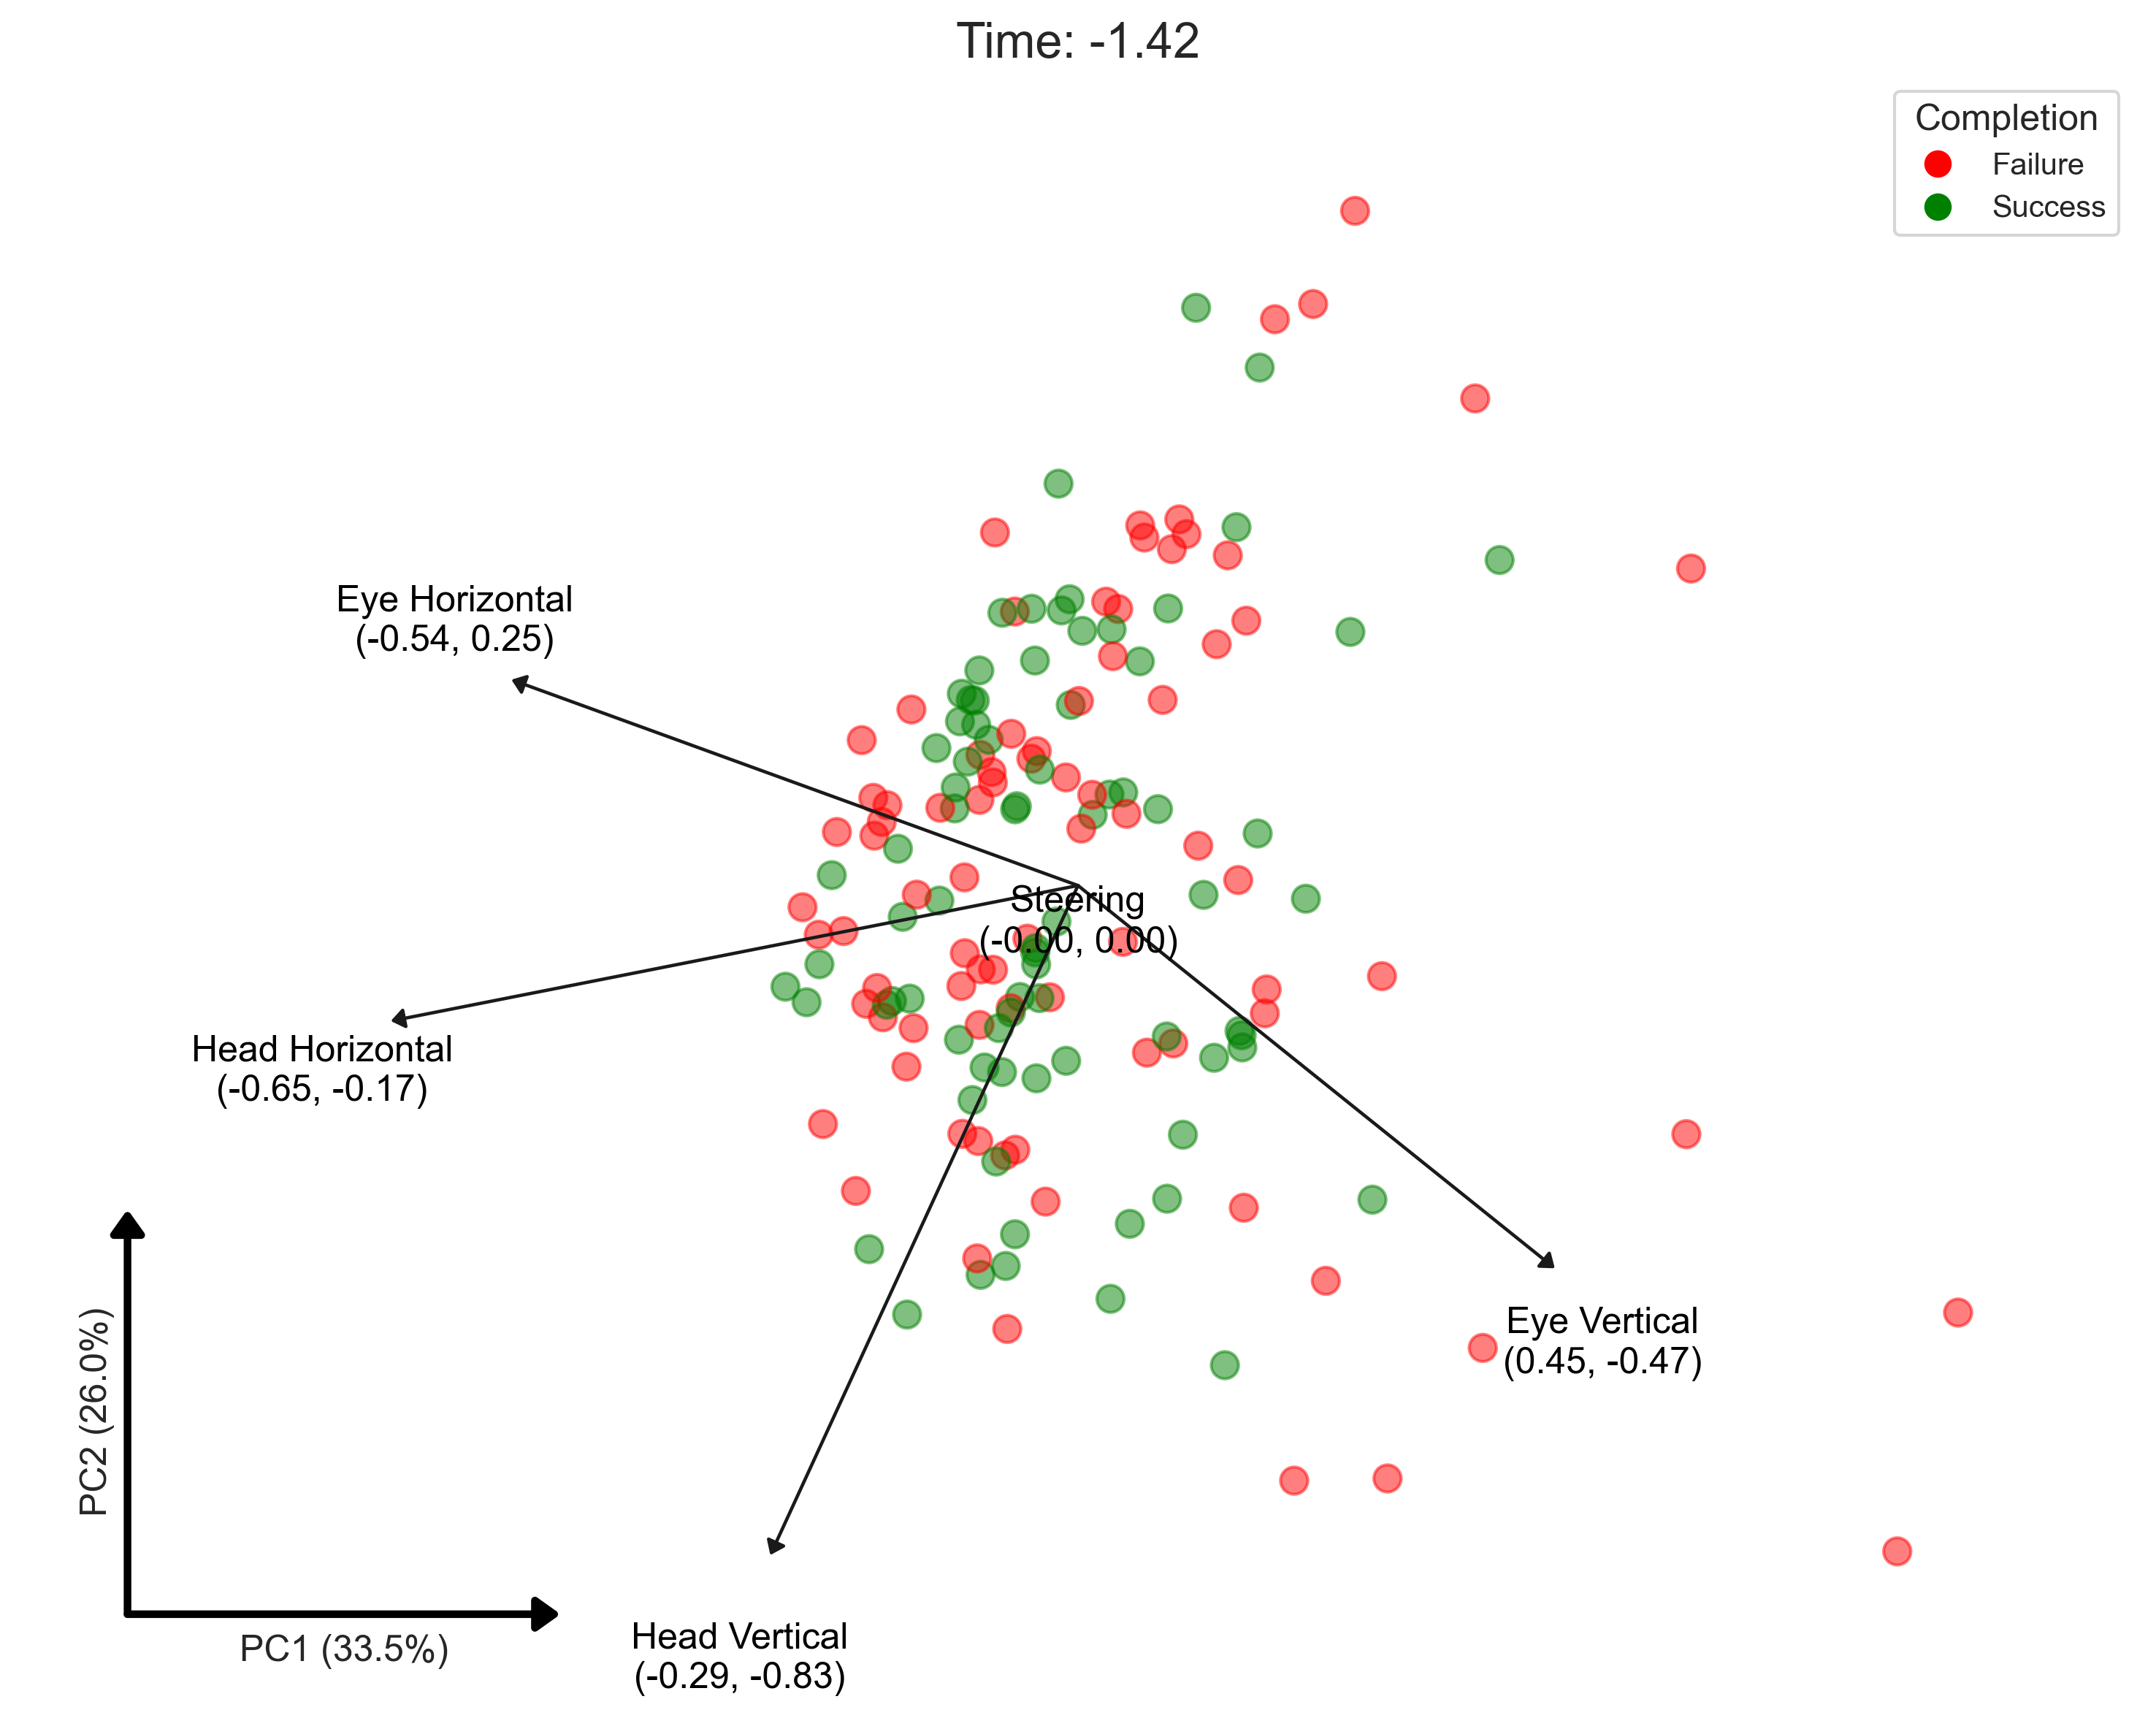 Time: -1.42
Completion
Failure
Success
Eye Horizontal
(-0.54, 0.25)
Steering
(-0.00, 0.00)
Head Horizontal
(-0.65, -0.17)
Eye Vertical
(0.45, -0.47)
PC2 (26.0%)
PC1 (33.5%)
Head Vertical
(-0.29, -0.83)